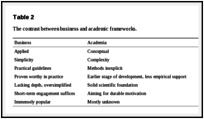 Table 2
The contrast between business and academic frameworks.
Business Academia
Applied Conceptual
Simplicity Complexity
Practical guidelines Methods inexplicit
Proven worthy in practice Earlier stage of development, less empirical support
Lacking depth, oversimplified Solid scientific foundation
Short-term engagement suffices Aiming for durable motivation
Immensely popular Mostly unknown